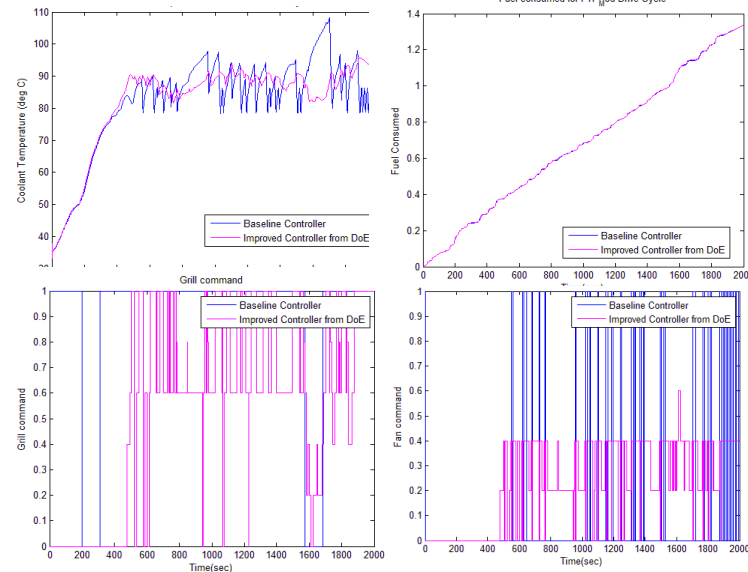 Fuel consumed for FTP Mod Drive Cycle
110
100
90
80
70
60
50
40
Coolant Temperature (deg C)
Baseline Controller
Improved Controller from DoE
1.4
1.2
1
0.8
0.6
0.4
0.2
0
Fuel Consumed
Baseline Controller
Improved Controller from DoE
0 200 400 600 800 1000 1200 1400 1600 1800 2000
Grill command
1
0.9
0.8
0.7
0.6
0.5
0.4
0.3
0.2
0.1
0
Grill command
Baseline Controller
Improved Controller from DoE
0 200 400 600 800 1000 1200 1400 1600 1800 2000
Time(sec)
1
0.9
0.8
0.7
0.6
0.5
0.4
0.3
0.2
0.1
0
Fan command
Baseline Controller
Improved Controller from DoE
0 200 400 600 800 1000 1200 1400 1600 1800 2000
Time(sec)